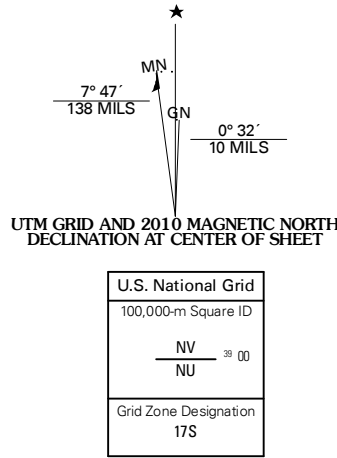 ★
MN
7° 47´
138 MILS
GN
0° 32´
10 MILS
UTM GRID AND 2010 MAGNETIC NORTH
DECLINATION AT CENTER OF SHEET
U.S. National Grid
100,000-m Square ID
NV
39 00
NU
Grid Zone Designation
17S